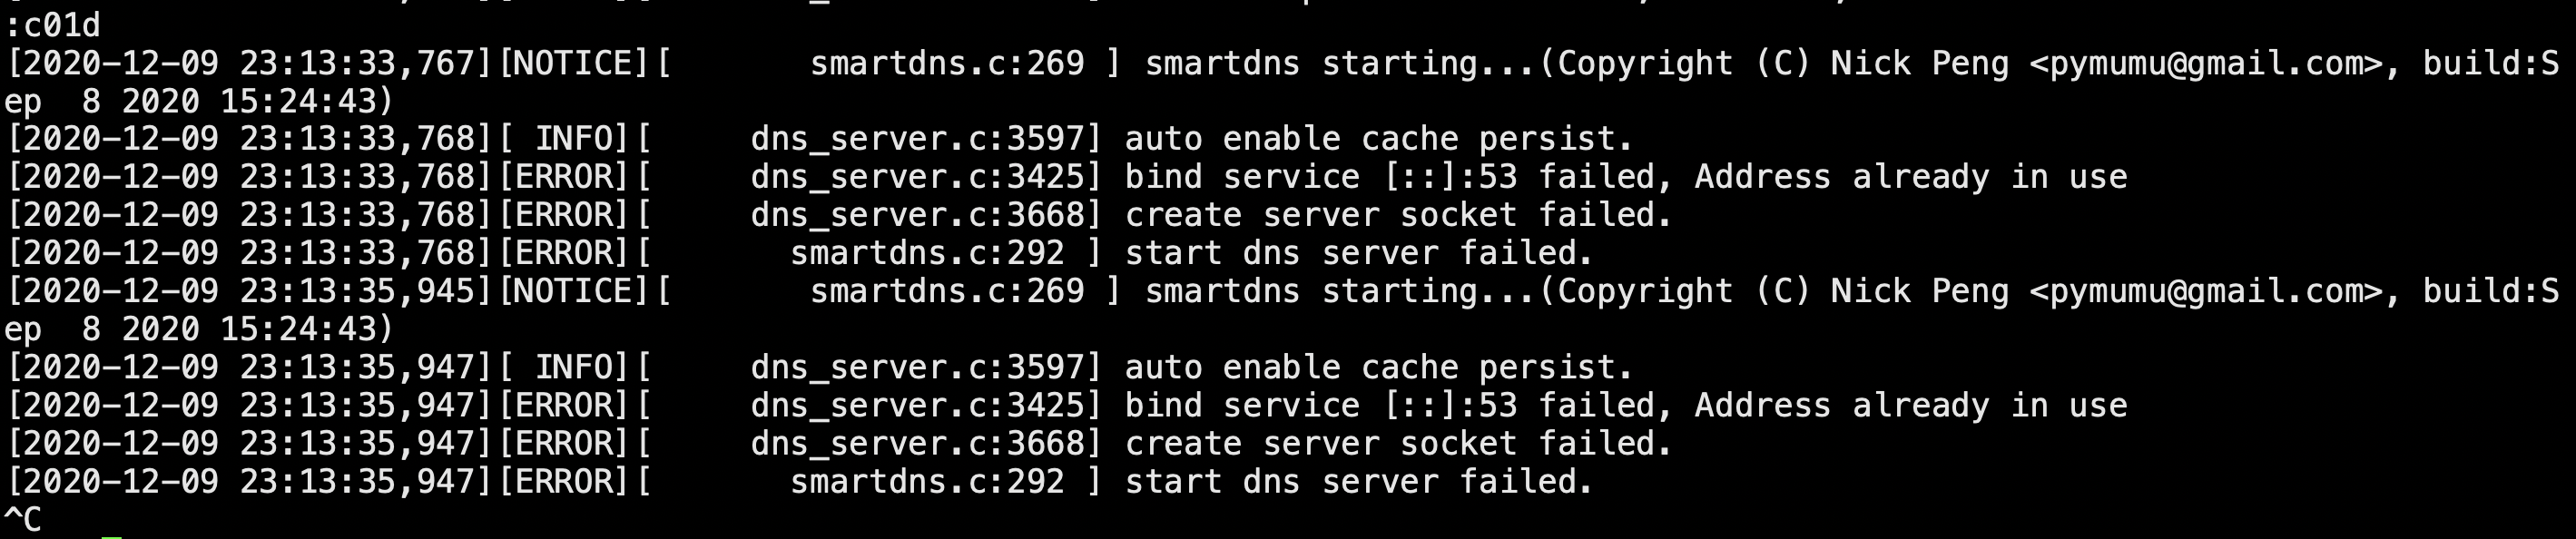 :c01d
[2020-12-09 23:13:33,767][NOTICE][       smartdns.c:269 ] smartdns starting...(Copyright (C) Nick Peng <pymumu@gmail.com>, build:S
ep  8 2020 15:24:43)
[2020-12-09 23:13:33,768][ INFO][     dns_server.c:3597] auto enable cache persist.
[2020-12-09 23:13:33,768][ERROR][     dns_server.c:3425] bind service [::]:53 failed, Address already in use
[2020-12-09 23:13:33,768][ERROR][     dns_server.c:3668] create server socket failed.
[2020-12-09 23:13:33,768][ERROR][       smartdns.c:292 ] start dns server failed.
[2020-12-09 23:13:35,945][NOTICE][       smartdns.c:269 ] smartdns starting...(Copyright (C) Nick Peng <pymumu@gmail.com>, build:S
ep  8 2020 15:24:43)
[2020-12-09 23:13:35,947][ INFO][     dns_server.c:3597] auto enable cache persist.
[2020-12-09 23:13:35,947][ERROR][     dns_server.c:3425] bind service [::]:53 failed, Address already in use
[2020-12-09 23:13:35,947][ERROR][     dns_server.c:3668] create server socket failed.
[2020-12-09 23:13:35,947][ERROR][       smartdns.c:292 ] start dns server failed.
^C